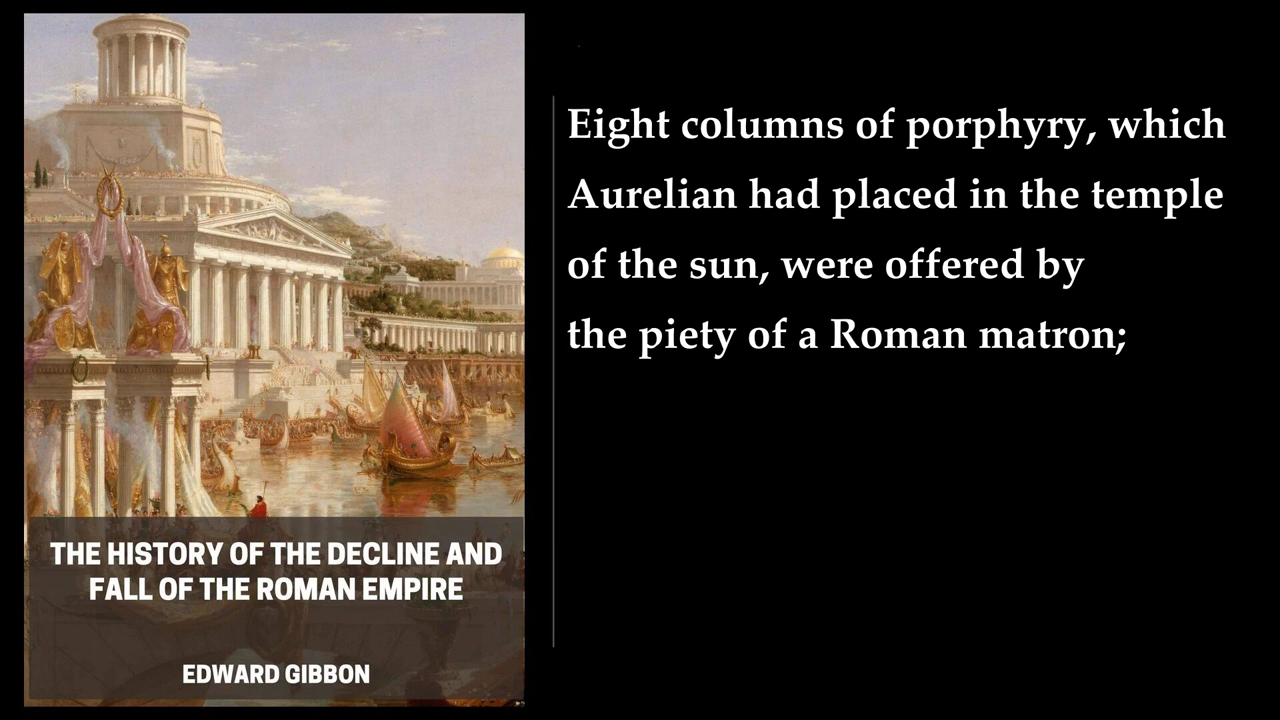 Eight columns of porphyry, which
Aurelian had placed in the temple
of the sun, were offered by
the piety of a Roman matron;
THE HISTORY OF THE DECLINE AND
FALL OF THE ROMAN EMPIRE
EDWARD GIBBON